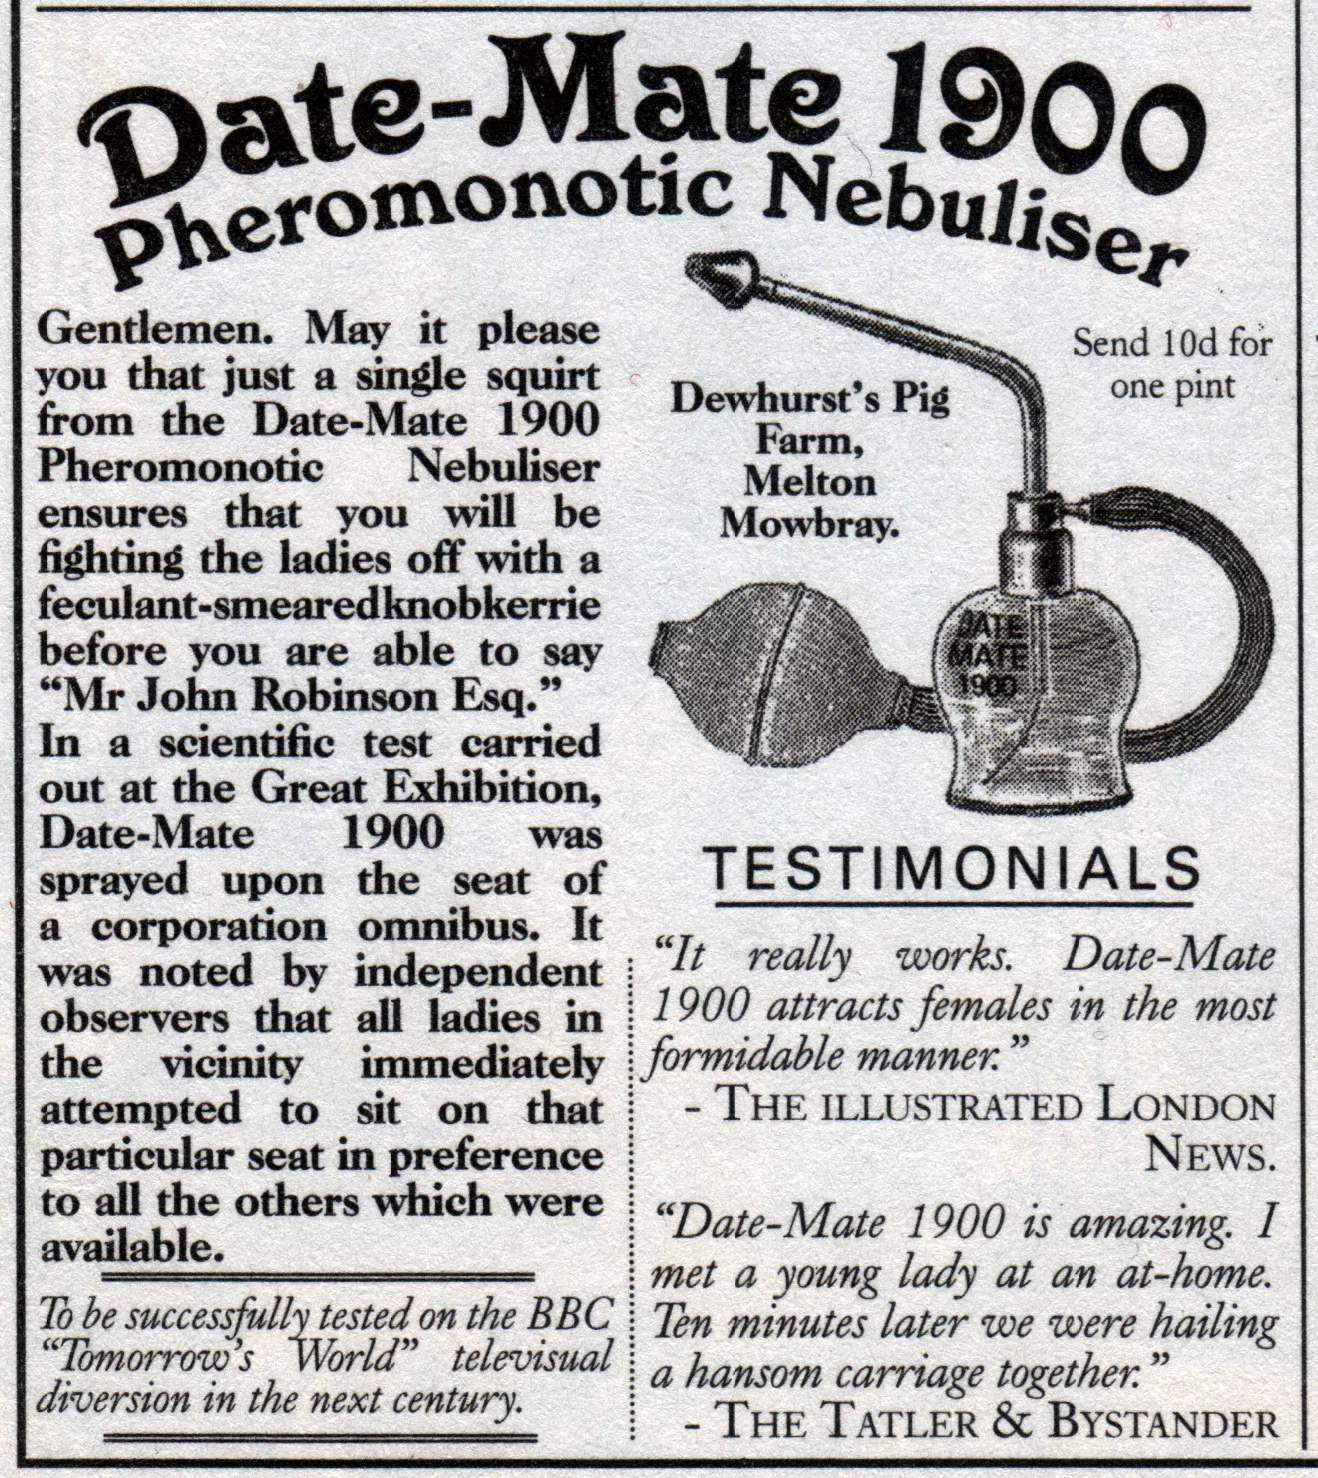 Date-Mate 1900
Pheromonotic Nebuliser
Gentlemen. May it please
you that just a single squirt
from the Date-Mate 1900
Pheromonotic Nebuliser
ensures that you will be
fighting the ladies off with a
feculant-smeared knobkerrie
before you are able to say
“Mr John Robinson Esq.”
In a scientific test carried
out at the Great Exhibition,
Date-Mate 1900 was
sprayed upon the seat of
a corporation omnibus. It
was noted by independent
observers that all ladies in
the vicinity immediately
attempted to sit on that
particular seat in preference
to all the others which were
available.
To be successfully tested on the BBC
“Tomorrow's World” televisual
diversion in the next century.
Send 10d for
one pint
Dewhurst's Pig
Farm,
Melton
Mowbray.
DATE
MATE
1900
TESTIMONIALS
“It really works. Date-Mate
1900 attracts females in the most
formidable manner.”
- THE ILLUSTRATED LONDON
NEWS.
“Date-Mate 1900 is amazing. I
met a young lady at an at-home.
Ten minutes later we were hailing
a hansom carriage together.”
- THE TATLER & BYSTANDER